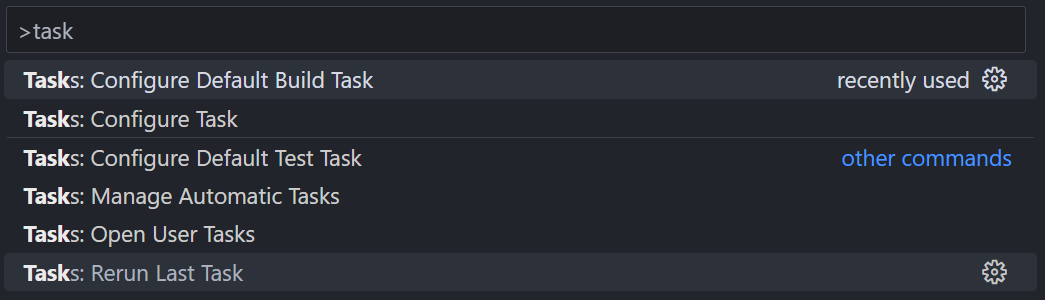 >task
Tasks: Configure Default Build Task recently used
Tasks: Configure Task
Tasks: Configure Default Test Task other commands
Tasks: Manage Automatic Tasks
Tasks: Open User Tasks
Tasks: Rerun Last Task